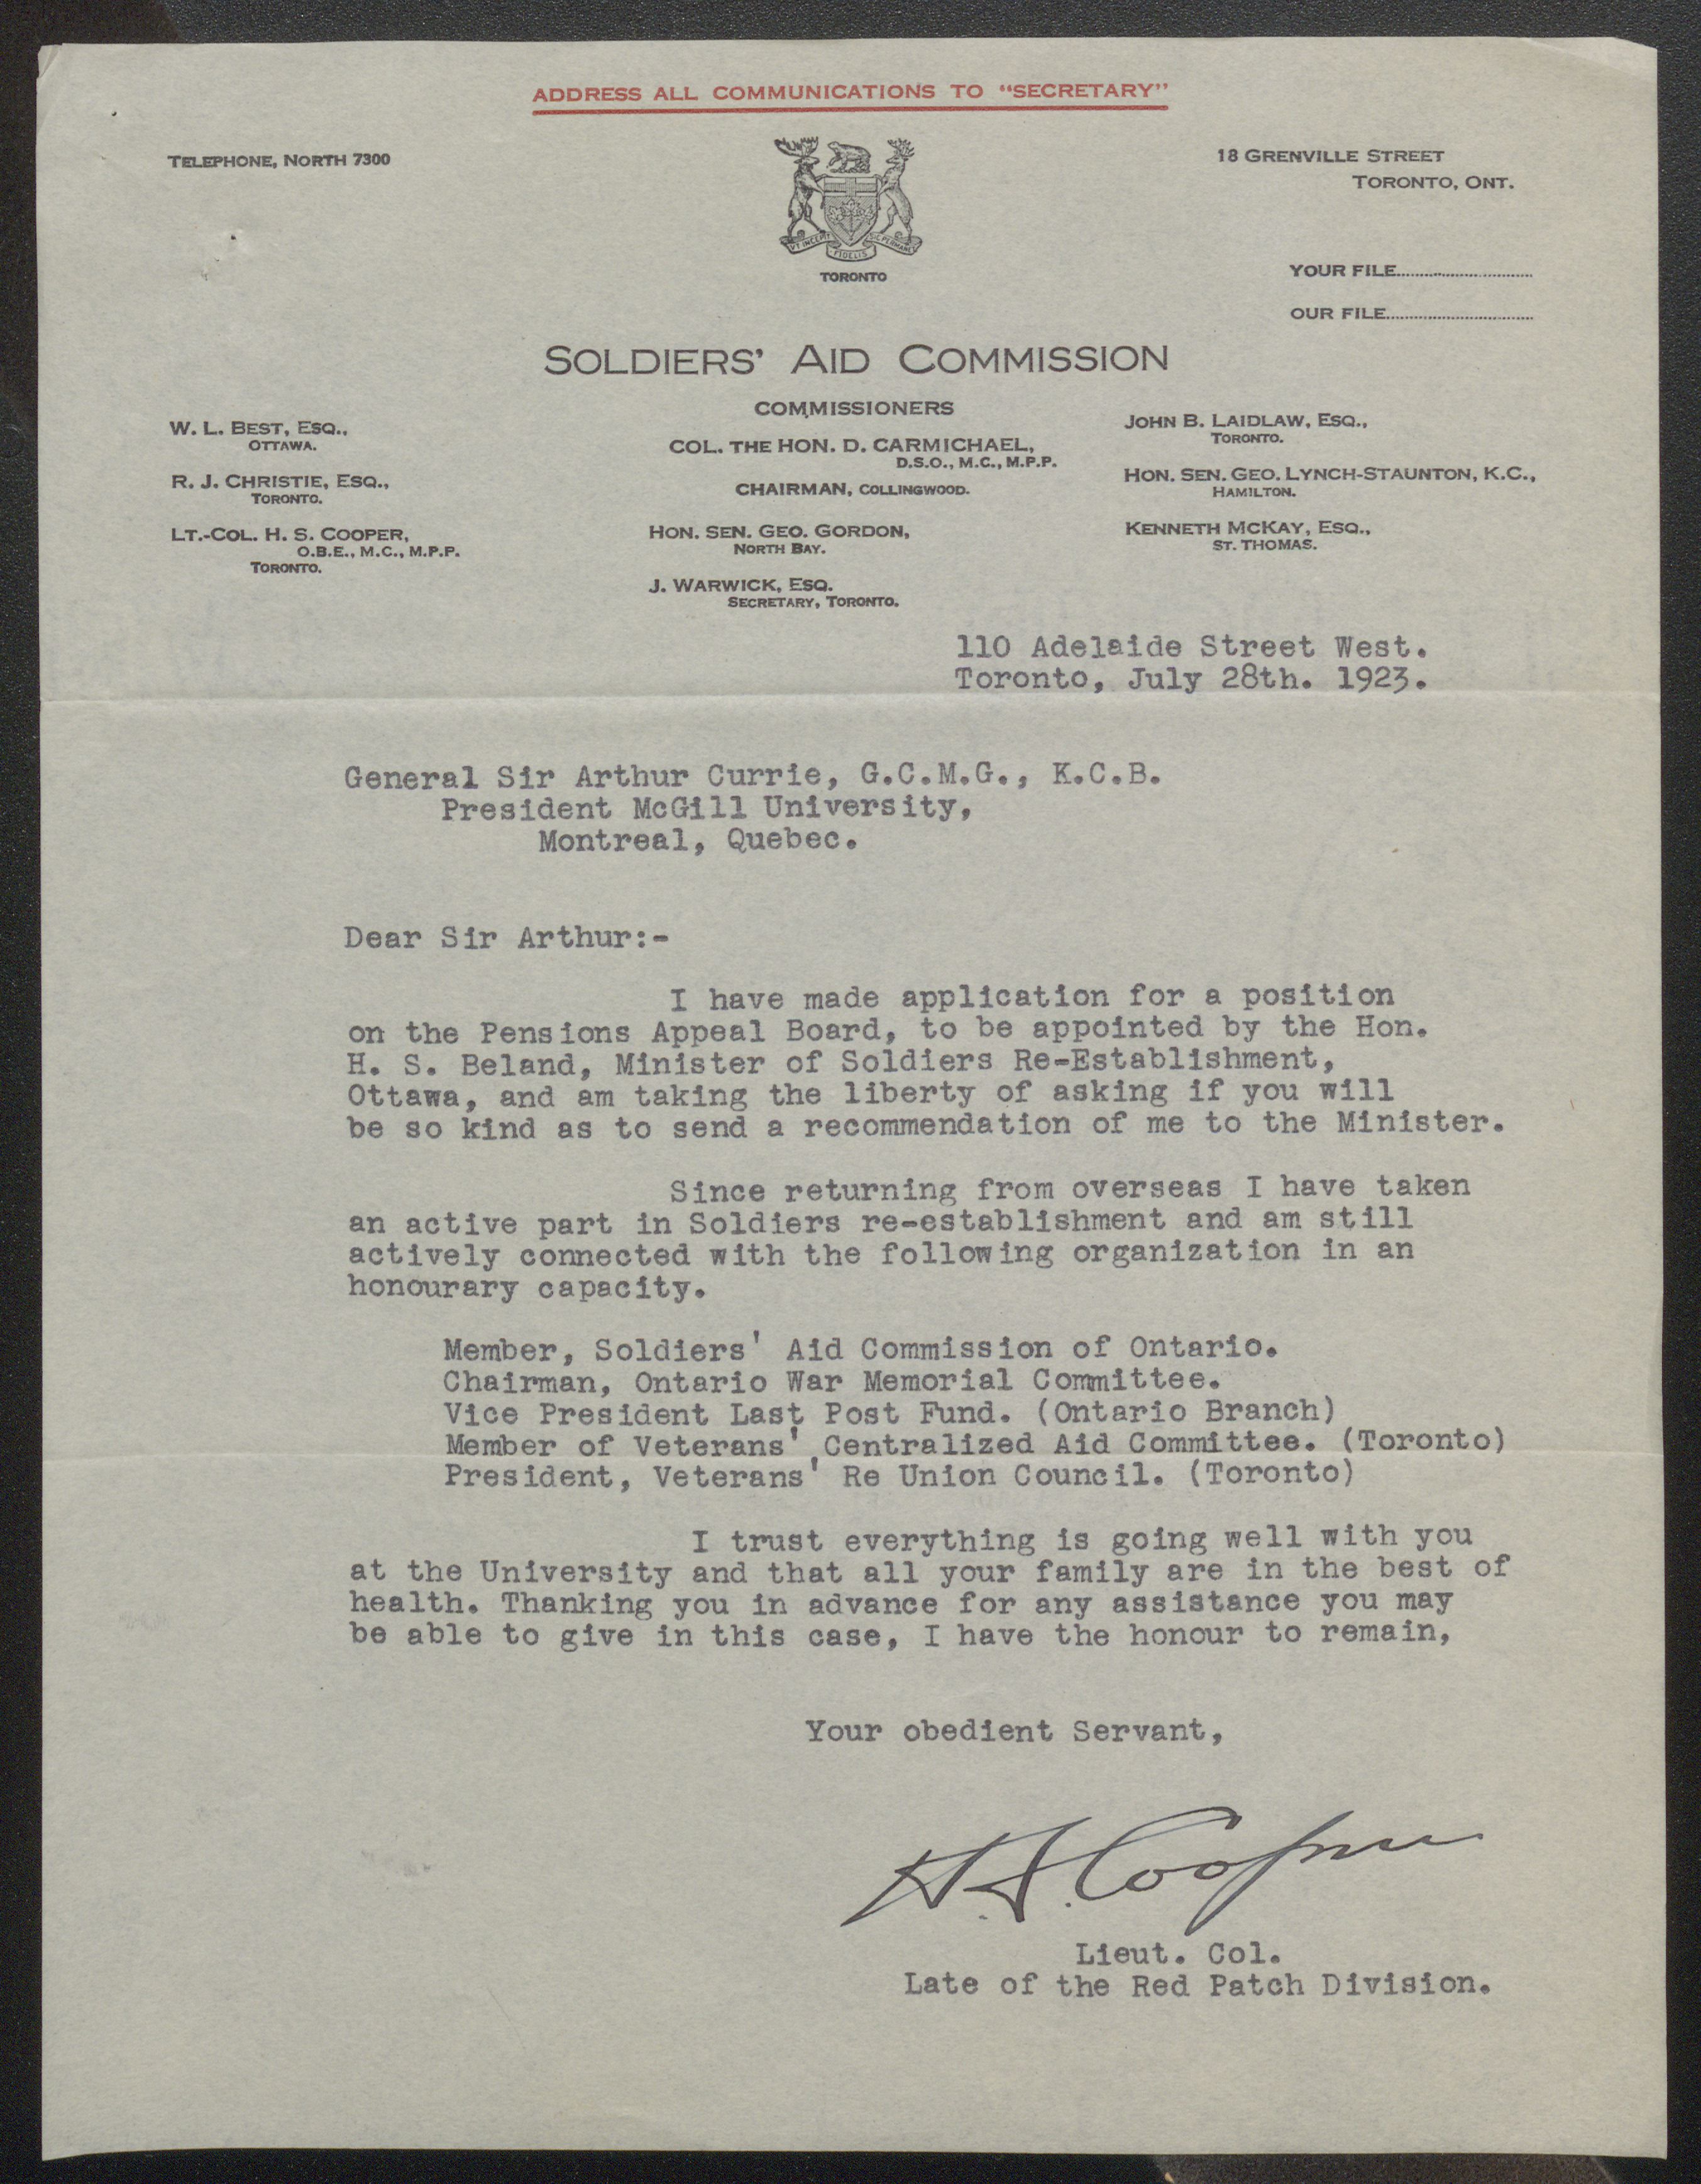 ADDRESS ALL COMMUNICATIONS TO "SECRETARY"
TELEPHONE, NORTH 7300
18 GRENVILLE STREET
TORONTO, ONT.
VT INCEPIT
FIDELIS
SIC PERMANET
TORONTO
YOUR FILE
OUR FILE
SOLDIERS' AID COMMISSION
COMMISSIONERS
W. L. BEST, ESQ.,
OTTAWA.
R. J. CHRISTIE, ESQ.,
TORONTO.
LT.-COL. H. S. COOPER,
O.B.E., M.C., M.P.P.
TORONTO.
COL. THE HON. D. CARMICHAEL,
D.S.O., M.C., M.P.P.
CHAIRMAN, COLLINGWOOD.
HON. SEN. GEO. GORDON,
NORTH BAY.
J. WARWICK, ESQ.
SECRETARY, TORONTO.
JOHN B. LAIDLAW, ESQ.,
TORONTO.
HON. SEN. GEO. LYNCH-STAUNTON, K.C.,
HAMILTON.
KENNETH MCKAY, ESQ.,
ST. THOMAS.
110 Adelaide Street West.
Toronto, July 28th. 1923.
General Sir Arthur Currie, G.C.M.G., K.C.B.
President McGill University,
Montreal, Quebec.
Dear Sir Arthur:-
I have made application for a position
on the Pensions Appeal Board, to be appointed by the Hon.
H. S. Beland, Minister of Soldiers Re-Establishment,
Ottawa, and am taking the liberty of asking if you will
be so kind as to send a recommendation of me to the Minister.
Since returning from overseas I have taken
an active part in Soldiers re-establishment and am still
actively connected with the following organization in an
honourary capacity.
Member, Soldiers' Aid Commission of Ontario.
Chairman, Ontario War Memorial Committee.
Vice President Last Post Fund. (Ontario Branch)
Member of Veterans' Centralized Aid Committee. (Toronto)
President, Veterans' Re Union Council. (Toronto)
I trust everything is going well with you
at the University and that all your family are in the best of
health. Thanking you in advance for any assistance you may
be able to give in this case, I have the honour to remain,
Your obedient Servant,
H. S. Cooper
Lieut. Col.
Late of the Red Patch Division.